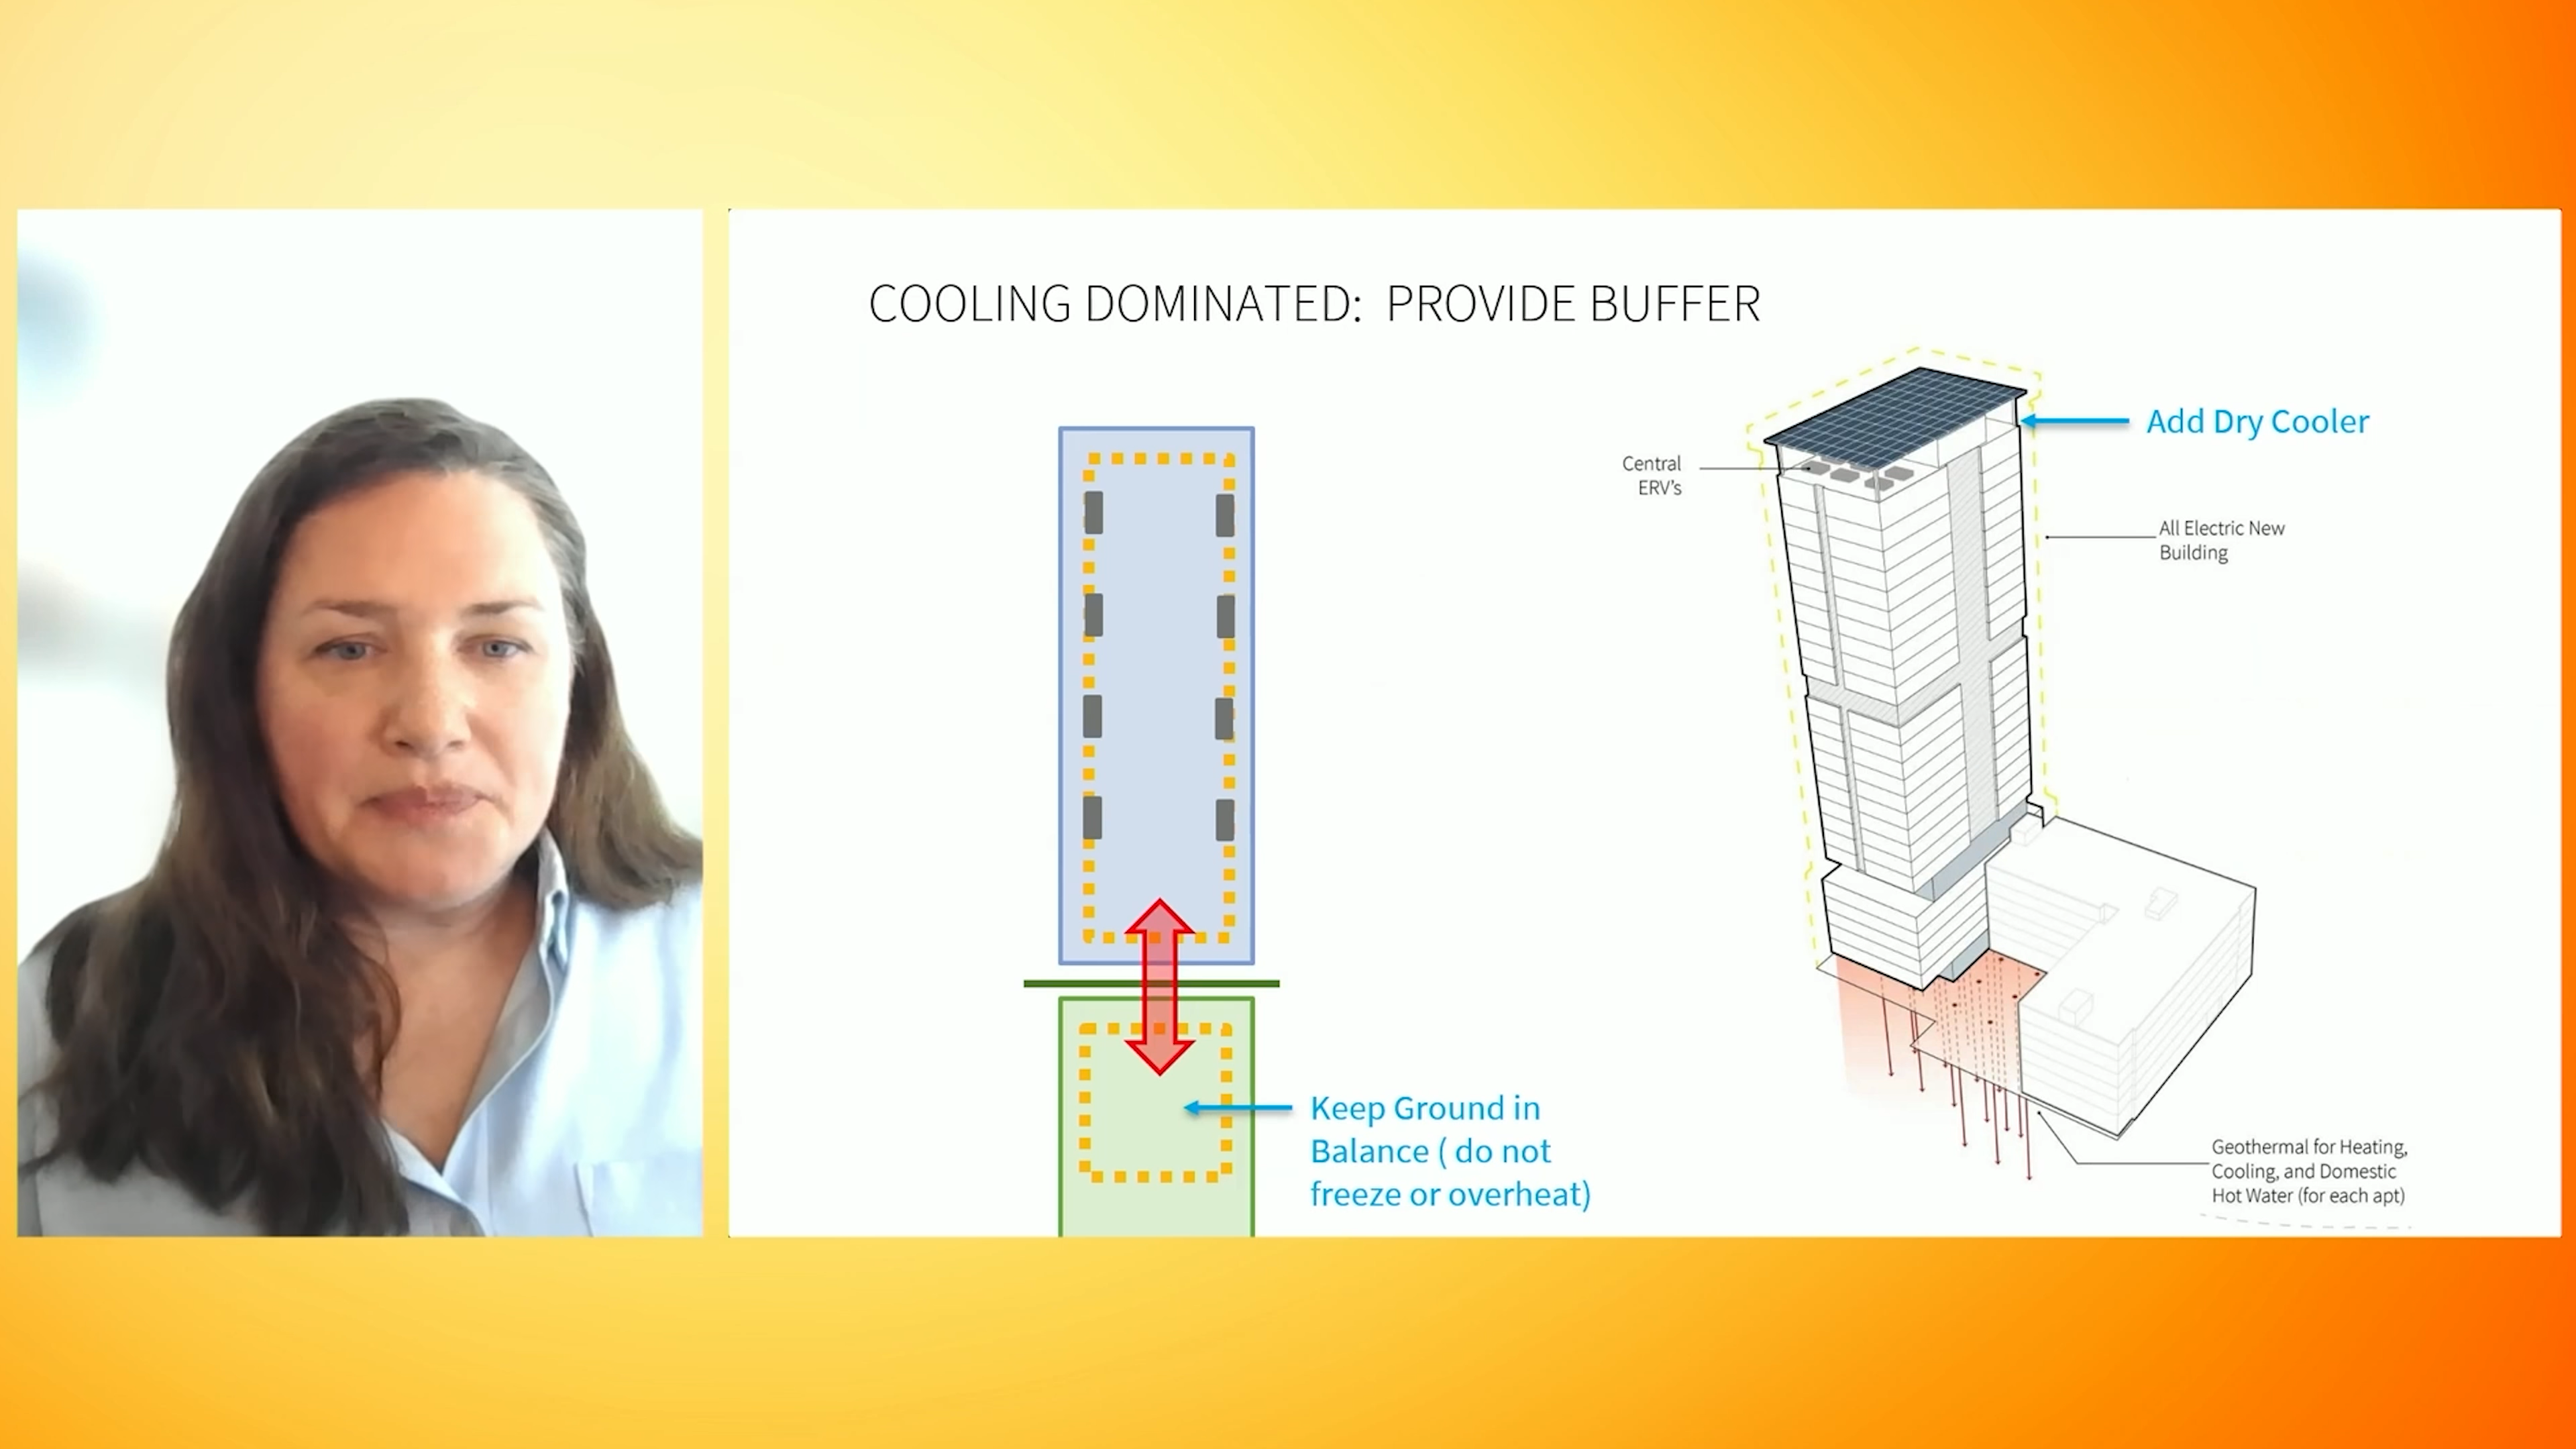 COOLING DOMINATED: PROVIDE BUFFER
Add Dry Cooler
Central
ERV's
All Electric New
Building
Keep Ground in
Balance ( do not
freeze or overheat)
Geothermal for Heating,
Cooling, and Domestic
Hot Water (for each apt)